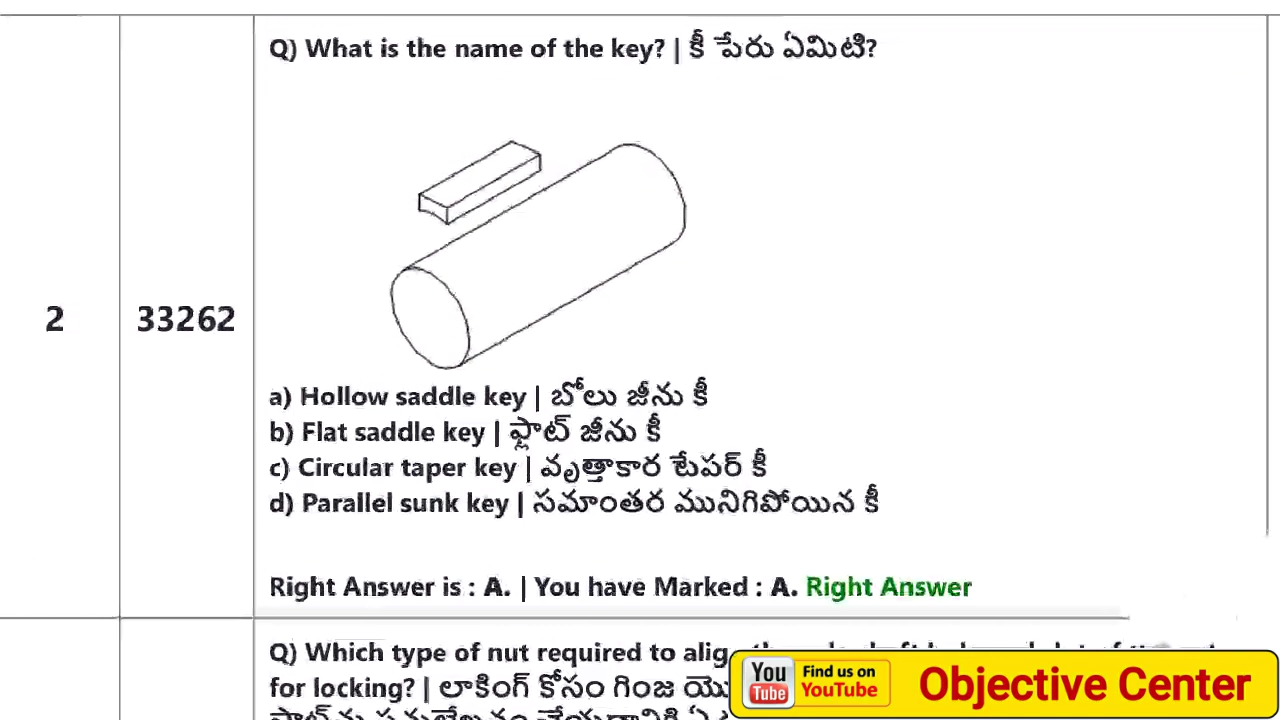 Q) What is the name of the key? | కీ పేరు ఏమిటి?
2
33262
a) Hollow saddle key | బోలు జీను కీ
b) Flat saddle key | ఫ్లాట్ జీను కీ
c) Circular taper key | వృత్తాకార టేపర్ కీ
d) Parallel sunk key | సమాంతర మునిగిపోయిన కీ
Right Answer is : A. | You have Marked : A. Right Answer
Q) Which type of nut required to
for locking? | లాకింగ్ కోసం గింజ
You Tube
Find us on
YouTube
Objective Center